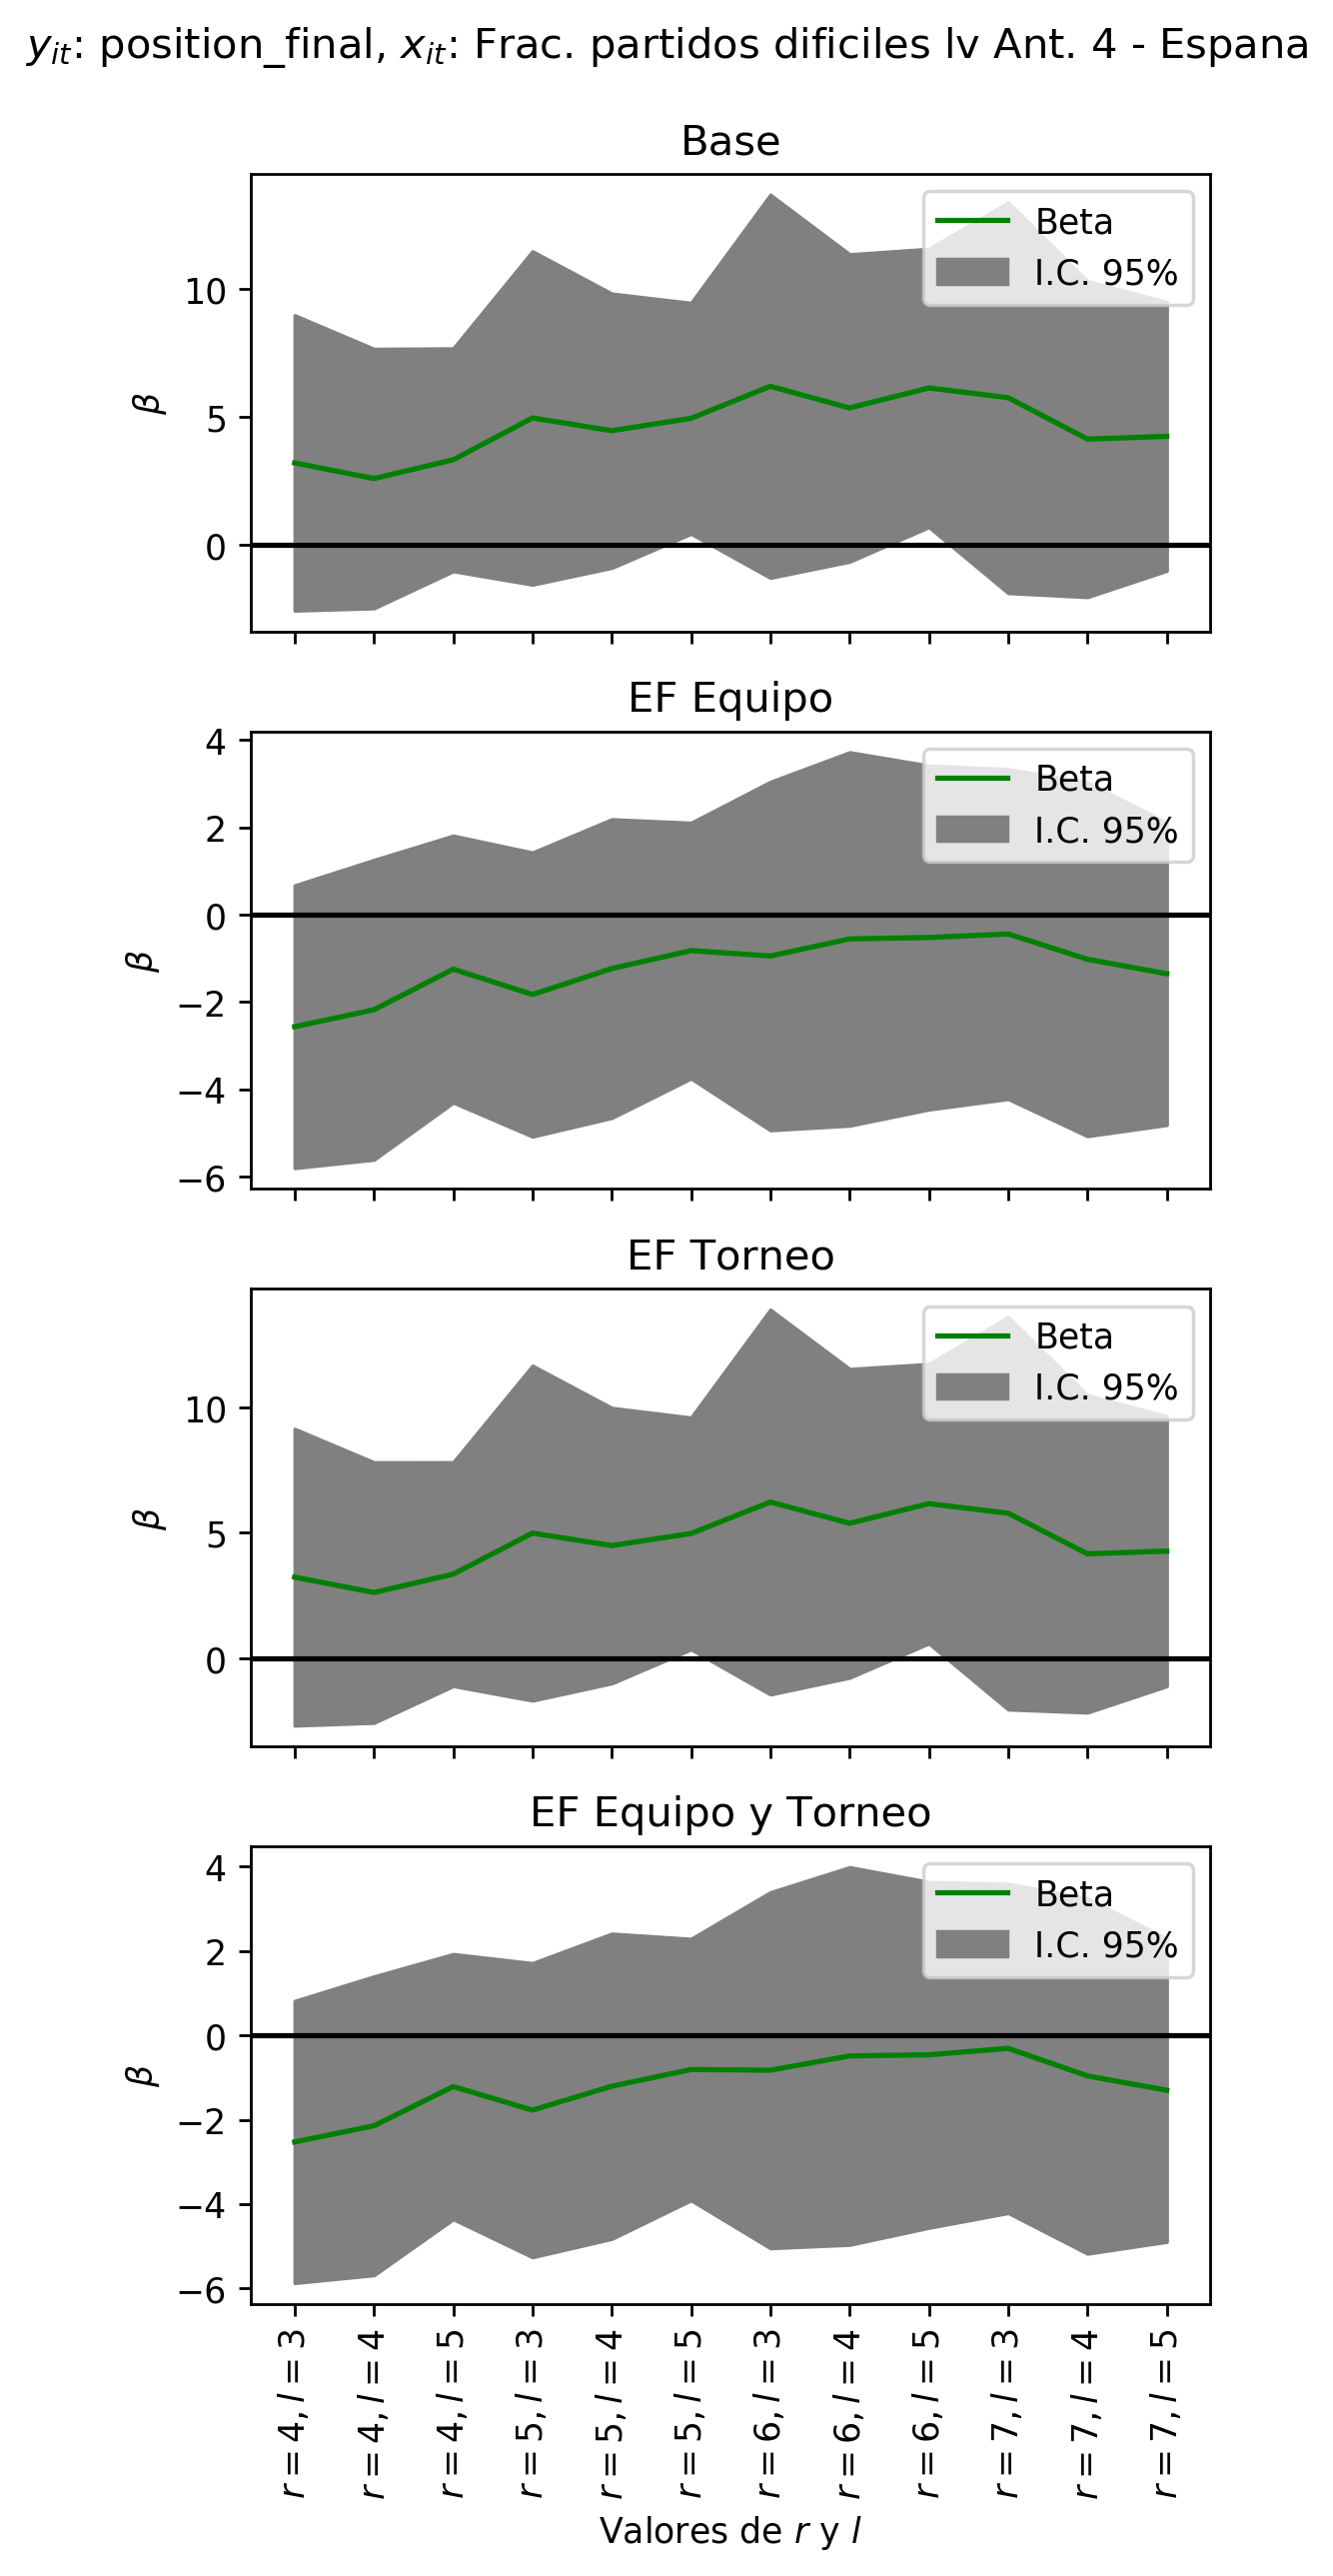 y_it: position_final, x_it: Frac. partidos dificiles lv Ant. 4 - Espana
Base
Beta
I.C. 95%
10
5
0
β
EF Equipo
Beta
I.C. 95%
4
2
0
−2
−4
−6
β
EF Torneo
Beta
I.C. 95%
10
5
0
β
EF Equipo y Torneo
Beta
I.C. 95%
4
2
0
−2
−4
−6
β
r = 4, l = 3
r = 4, l = 4
r = 4, l = 5
r = 5, l = 3
r = 5, l = 4
r = 5, l = 5
r = 6, l = 3
r = 6, l = 4
r = 6, l = 5
r = 7, l = 3
r = 7, l = 4
r = 7, l = 5
Valores de r y l